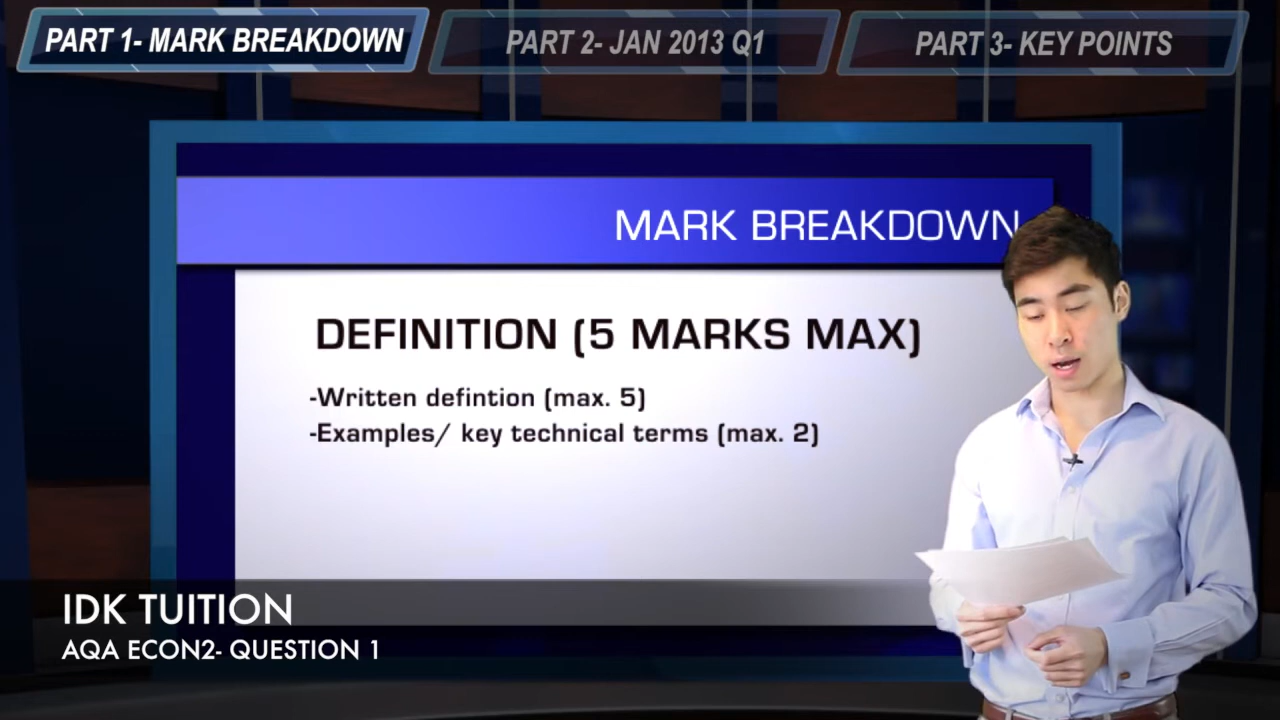 PART 1- MARK BREAKDOWN
PART 2- JAN 2013 Q1
PART 3- KEY POINTS
MARK BREAKDOWN
DEFINITION (5 MARKS MAX)
-Written defintion (max. 5)
-Examples/ key technical terms (max. 2)
IDK TUITION
AQA ECON2- QUESTION 1